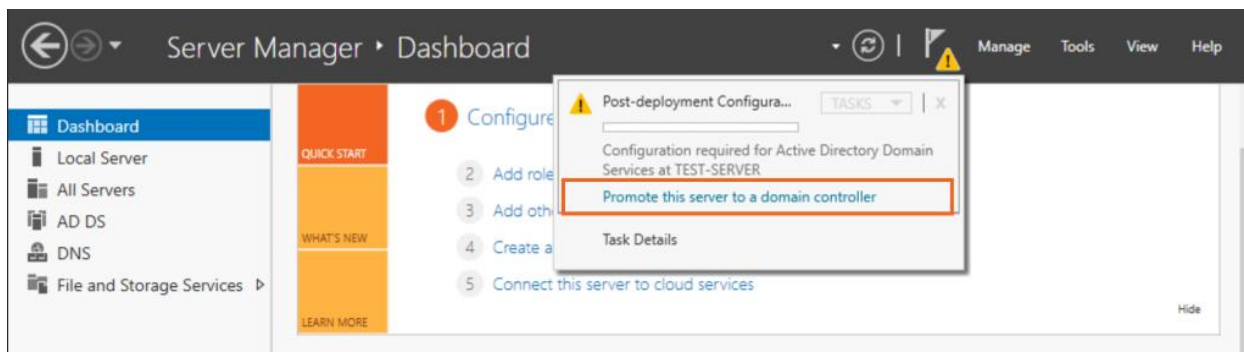 Server Manager ‣ Dashboard
Manage
Tools
View
Help
Dashboard
Local Server
All Servers
AD DS
DNS
File and Storage Services
QUICK START
WHAT'S NEW
LEARN MORE
1 Configure
2 Add role
3 Add oth
4 Create a
5 Connect this server to cloud services
Hide
Post-deployment Configura...
TASKS
X
Configuration required for Active Directory Domain
Services at TEST-SERVER
Promote this server to a domain controller
Task Details